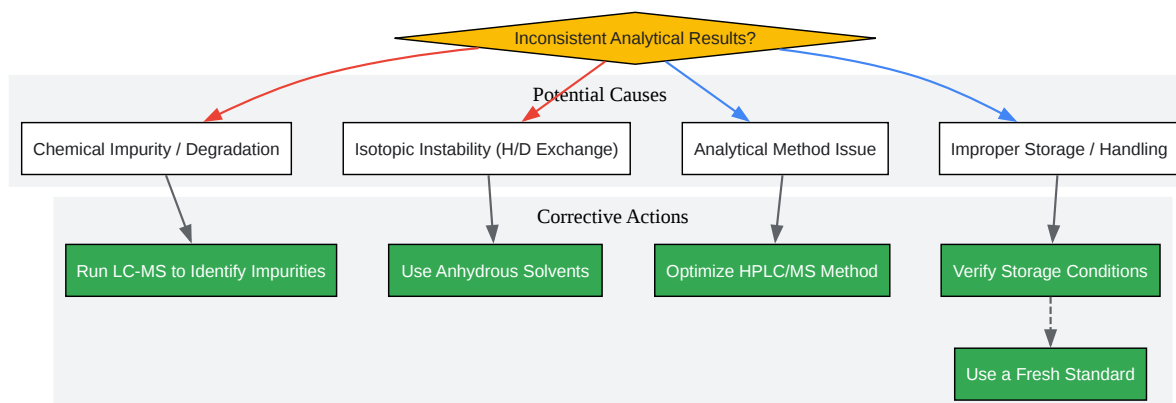 Inconsistent Analytical Results?
Potential Causes
Chemical Impurity / Degradation
Isotopic Instability (H/D Exchange)
Analytical Method Issue
Improper Storage / Handling
Corrective Actions
Run LC-MS to Identify Impurities
Use Anhydrous Solvents
Optimize HPLC/MS Method
Verify Storage Conditions
Use a Fresh Standard